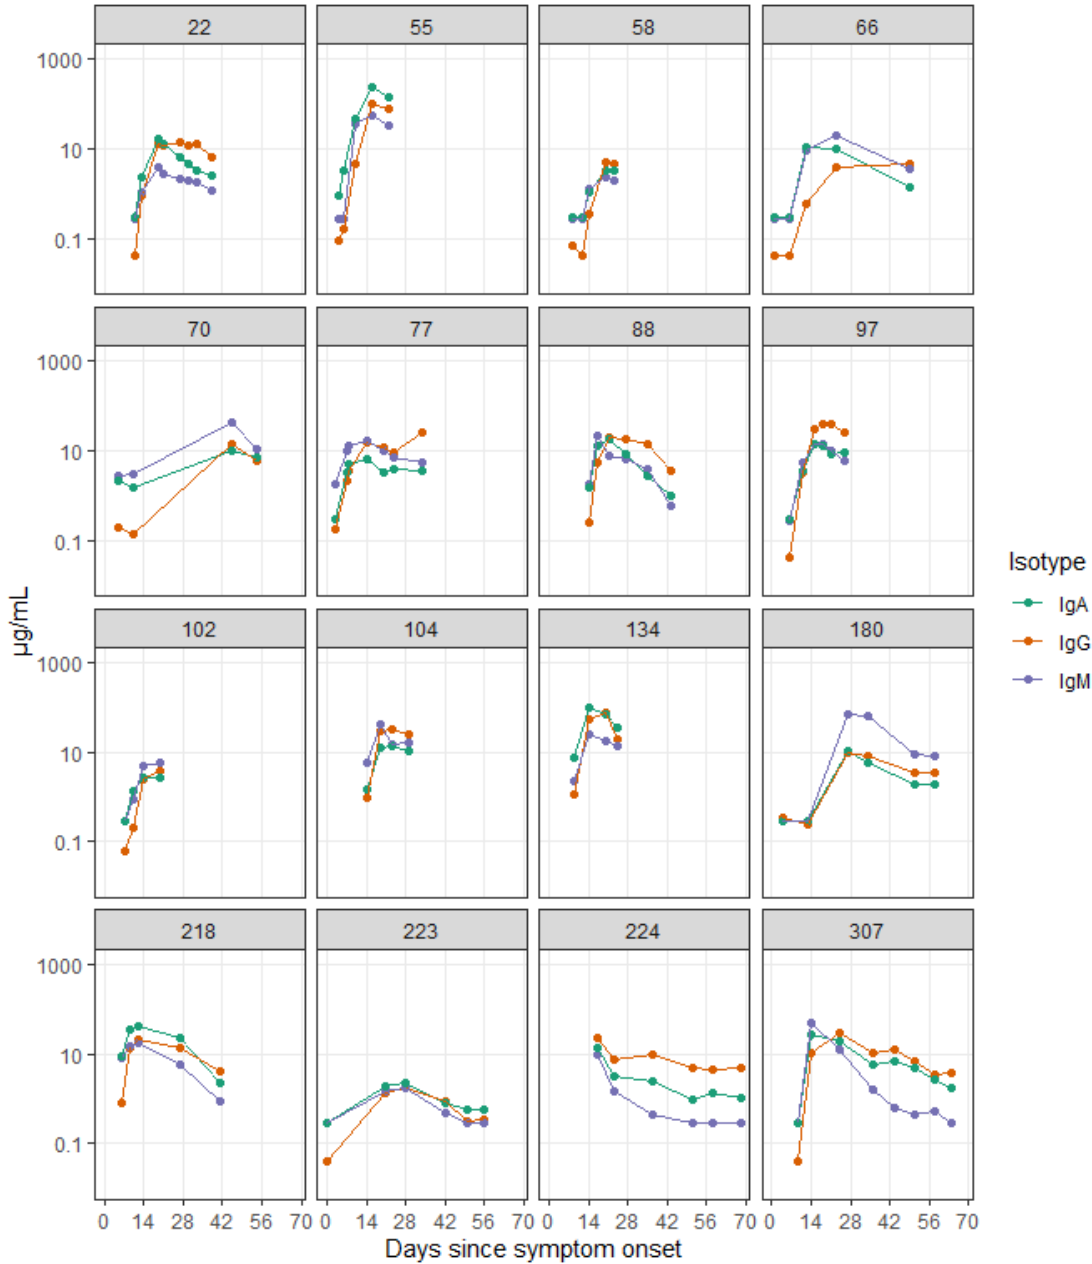 22 55 58 66
1000
10
0.1
70 77 88 97
1000
10
0.1
102 104 134 180
1000
10
0.1
218 223 224 307
1000
10
0.1
0 14 28 42 56 70 0 14 28 42 56 70 0 14 28 42 56 70 0 14 28 42 56 70
Days since symptom onset
µg/mL
Isotype
IgA
IgG
IgM